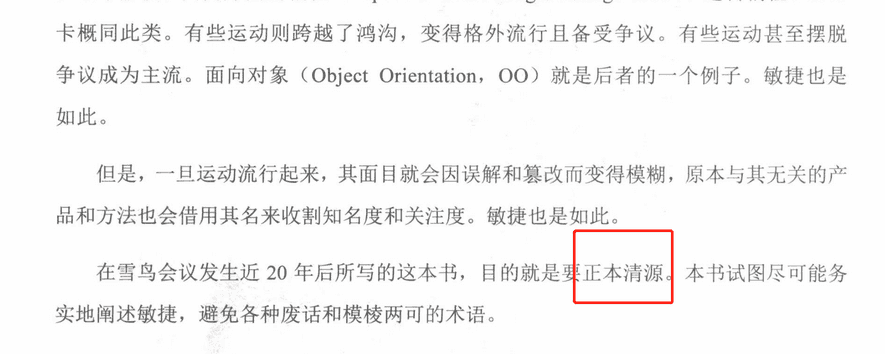 卡概同此类。有些运动则跨越了鸿沟，变得格外流行且备受争议。有些运动甚至摆脱
争议成为主流。面向对象（Object Orientation，OO）就是后者的一个例子。敏捷也是
如此。
但是，一旦运动流行起来，其面目就会因误解和篡改而变得模糊，原本与其无关的产
品和方法也会借用其名来收割知名度和关注度。敏捷也是如此。
在雪鸟会议发生近 20 年后所写的这本书，目的就是要正本清源。本书试图尽可能务
实地阐述敏捷，避免各种废话和模棱两可的术语。